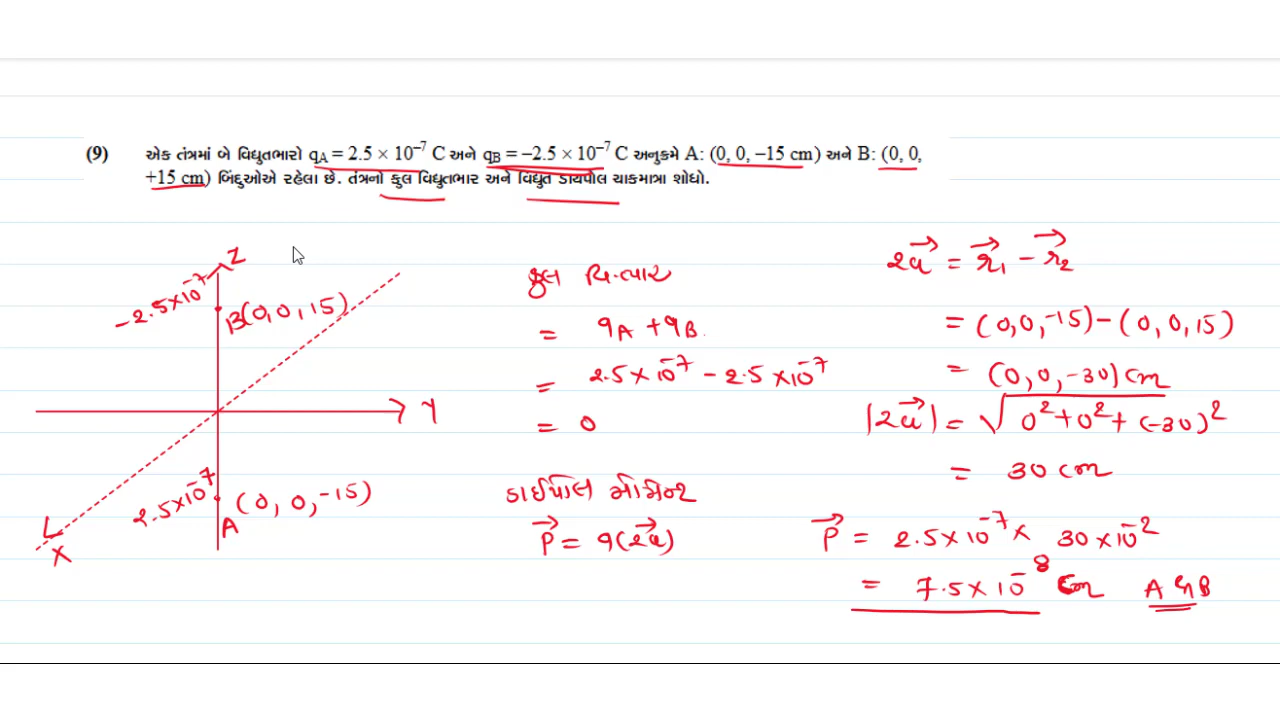 (9) એક તંત્રમાં બે વિદ્યુતભારો qA = 2.5 × 10⁻⁷ C અને qB = −2.5 × 10⁻⁷ C અનુક્રમે A: (0, 0, −15 cm) અને B: (0, 0,
+15 cm) બિંદુઓએ રહેલા છે. તંત્રનો કુલ વિદ્યુતભાર અને વિદ્યુત ડાયપોલ ચાકમાત્રા શોધો.
Z
−2.5×10⁻⁷
B(0, 0, 15)
Y
2.5×10⁻⁷
A (0, 0, −15)
X
કુલ
= qA + qB
= 2.5×10⁻⁷ − 2.5×10⁻⁷
= 0
ડાઈપોલ મોમેન્ટ
P⃗ = q(2a⃗)
2a⃗ = r⃗₁ − r⃗₂
= (0,0,−15) − (0, 0, 15)
= (0, 0, −30) cm
|2a⃗| = √0² + 0² + (−30)²
= 30 cm
P⃗ = 2.5×10⁻⁷ × 30×10⁻²
= 7.5×10⁻⁸ Cm A થી B